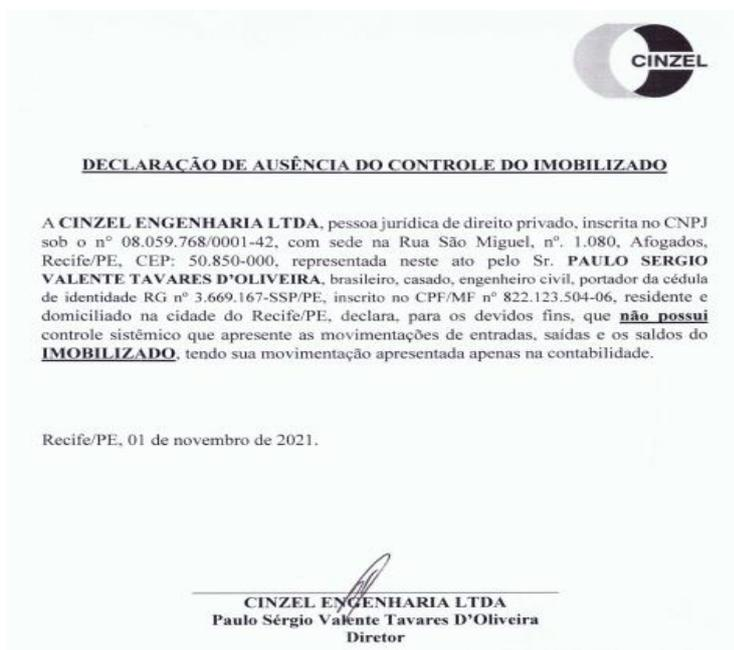 CINZEL
DECLARAÇÃO DE AUSÊNCIA DO CONTROLE DO IMOBILIZADO
A CINZEL ENGENHARIA LTDA, pessoa jurídica de direito privado, inscrita no CNPJ
sob o n° 08.059.768/0001-42, com sede na Rua São Miguel, nº. 1.080, Afogados,
Recife/PE, CEP: 50.850-000, representada neste ato pelo Sr. PAULO SERGIO
VALENTE TAVARES D'OLIVEIRA, brasileiro, casado, engenheiro civil, portador da cédula
de identidade RG nº 3.669.167-SSP/PE, inscrito no CPF/MF nº 822.123.504-06, residente e
domiciliado na cidade do Recife/PE, declara, para os devidos fins, que não possui
controle sistêmico que apresente as movimentações de entradas, saídas e os saldos do
IMOBILIZADO, tendo sua movimentação apresentada apenas na contabilidade.
Recife/PE, 01 de novembro de 2021.
CINZEL ENGENHARIA LTDA
Paulo Sérgio Valente Tavares D'Oliveira
Diretor